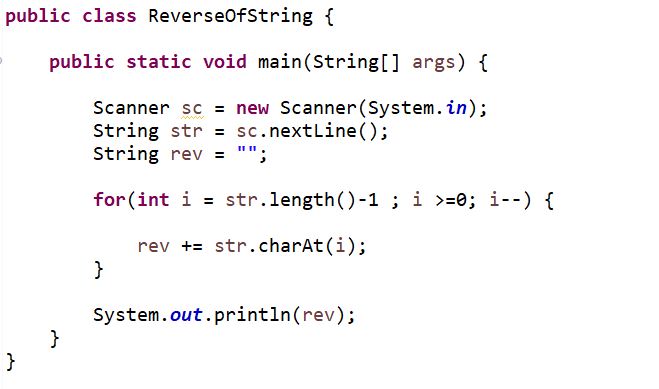 public class ReverseOfString {
public static void main(String[] args) {
Scanner sc = new Scanner(System.in);
String str = sc.nextLine();
String rev = "";
for(int i = str.length()-1 ; i >=0; i--) {
rev += str.charAt(i);
}
System.out.println(rev);
}
}